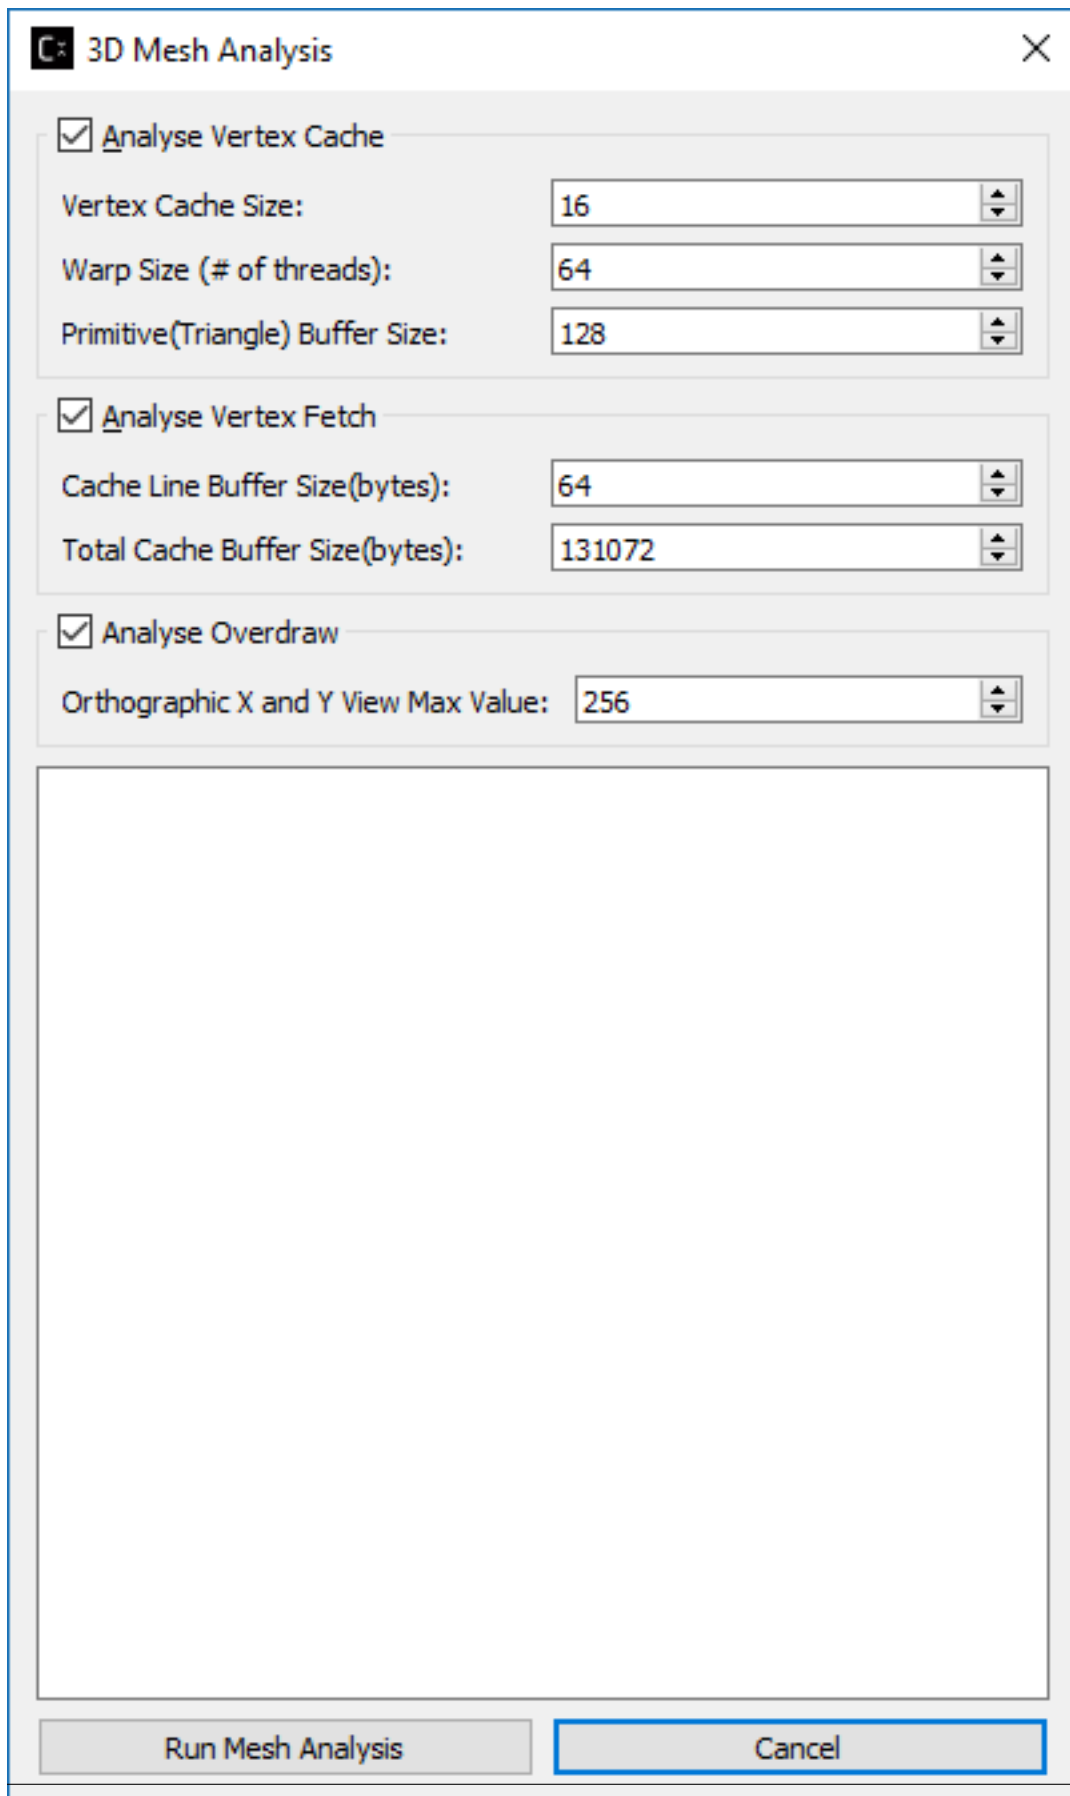 3D Mesh Analysis
Analyse Vertex Cache
Vertex Cache Size: 16
Warp Size (# of threads): 64
Primitive(Triangle) Buffer Size: 128
Analyse Vertex Fetch
Cache Line Buffer Size(bytes): 64
Total Cache Buffer Size(bytes): 131072
Analyse Overdraw
Orthographic X and Y View Max Value: 256
Run Mesh Analysis Cancel